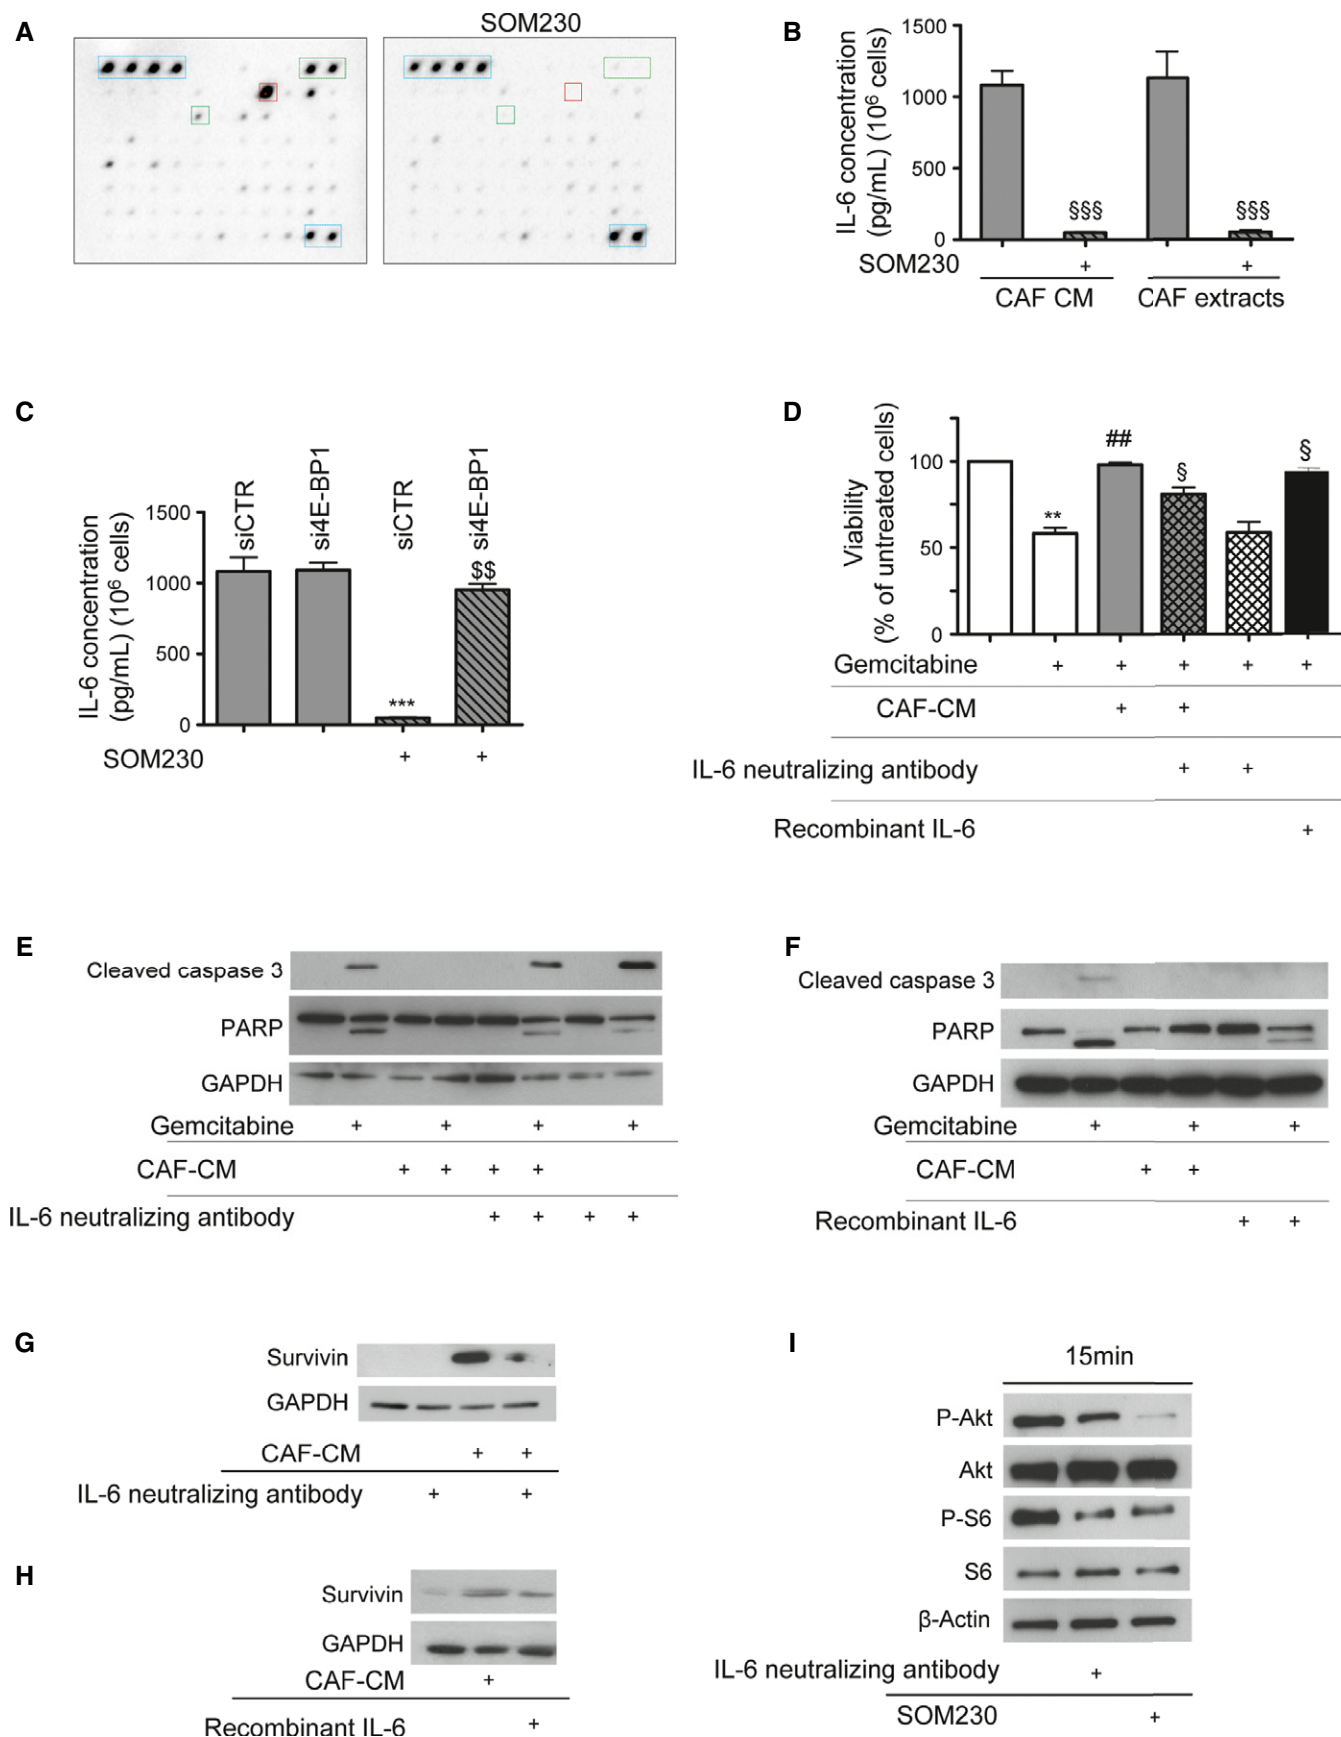 A
SOM230
B
IL-6 concentration
(pg/mL) (10⁶ cells)
1500
1000
500
0
§§§
§§§
SOM230
+
+
CAF CM
CAF extracts
C
IL-6 concentration
(pg/mL) (10⁶ cells)
1500
1000
500
0
siCTR
si4E-BP1
siCTR
si4E-BP1
***
$$
SOM230
+
+
D
Viability
(% of untreated cells)
100
50
0
**
##
§
§
Gemcitabine + + + + +
CAF-CM + +
IL-6 neutralizing antibody + +
Recombinant IL-6 +
E
Cleaved caspase 3
PARP
GAPDH
Gemcitabine + + + +
CAF-CM + + + +
IL-6 neutralizing antibody + + + +
F
Cleaved caspase 3
PARP
GAPDH
Gemcitabine + + +
CAF-CM + +
Recombinant IL-6 + +
G
Survivin
GAPDH
CAF-CM + +
IL-6 neutralizing antibody + +
H
Survivin
GAPDH
CAF-CM +
Recombinant IL-6 +
I
15min
P-Akt
Akt
P-S6
S6
β-Actin
IL-6 neutralizing antibody +
SOM230 +